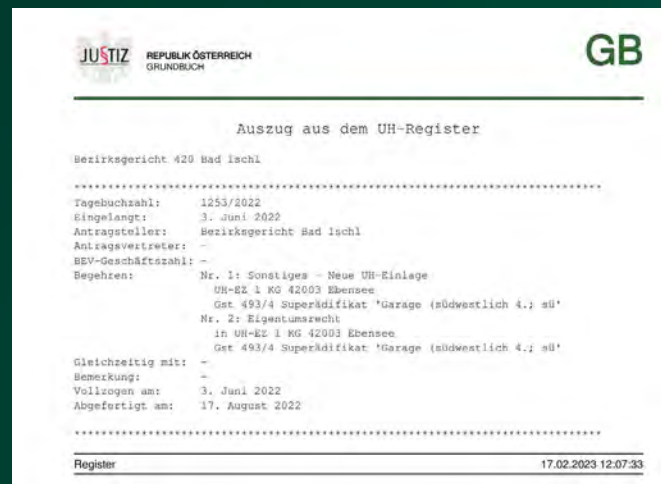 JU§TIZ REPUBLIK ÖSTERREICH
GRUNDBUCH
GB
Auszug aus dem UH-Register
Bezirksgericht 420 Bad Ischl
********************************************************************************
Tagebuchzahl: 1253/2022
Eingelangt: 3. Juni 2022
Antragsteller: Bezirksgericht Bad Ischl
Antragsvertreter: -
BEV-Geschäftszahl: -
Begehren: Nr. 1: Sonstiges - Neue UH-Einlage
UH-EZ 1 KG 42003 Ebensee
Gst 493/4 Superädifikat 'Garage (südwestlich 4.; sü'
Nr. 2: Eigentumsrecht
in UH-EZ 1 KG 42003 Ebensee
Gst 493/4 Superädifikat 'Garage (südwestlich 4.; sü'
Gleichzeitig mit: -
Bemerkung: -
Vollzogen am: 3. Juni 2022
Abgefertigt am: 17. August 2022
********************************************************************************
Register 17.02.2023 12:07:33